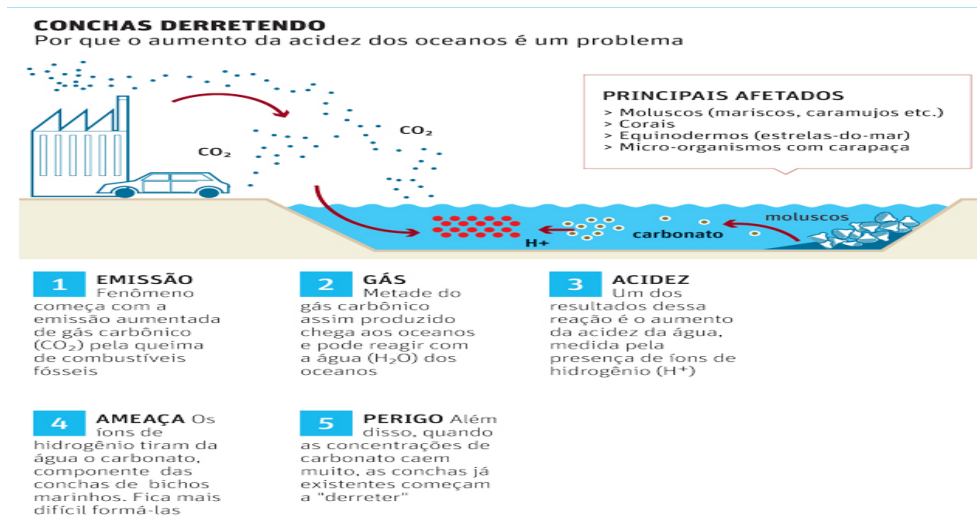 CONCHAS DERRETENDO
Por que o aumento da acidez dos oceanos é um problema
PRINCIPAIS AFETADOS
> Moluscos (mariscos, caramujos etc.)
> Corais
> Equinodermos (estrelas-do-mar)
> Micro-organismos com carapaça
CO₂
CO₂
moluscos
carbonato
H+
1 EMISSÃO
Fenômeno
começa com a
emissão aumentada
de gás carbônico
(CO₂) pela queima
de combustíveis
fósseis
2 GÁS
Metade do
gás carbônico
assim produzido
chega aos oceanos
e pode reagir com
a água (H₂O) dos
oceanos
3 ACIDEZ
Um dos
resultados dessa
reação é o aumento
da acidez da água,
medida pela
presença de íons de
hidrogênio (H⁺)
4 AMEAÇA Os
íons de
hidrogênio tiram da
água o carbonato,
componente das
conchas de bichos
marinhos. Fica mais
difícil formá-las
5 PERIGO Além
disso, quando
as concentrações de
carbonato caem
muito, as conchas já
existentes começam
a "derreter"